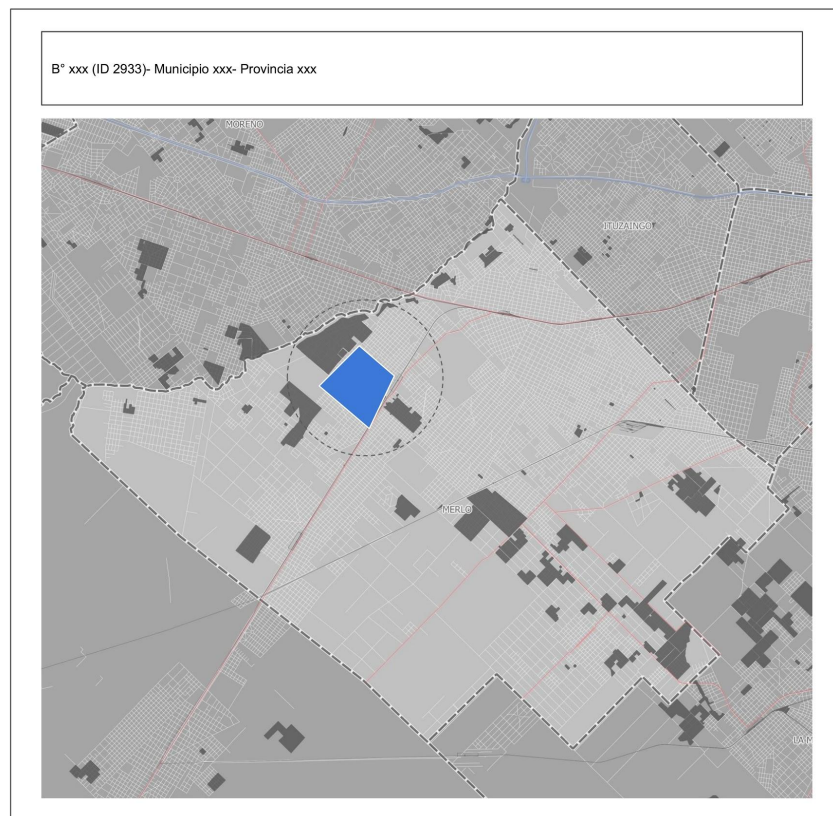 B° xxx (ID 2933)- Municipio xxx- Provincia xxx
MORENO
ITUZAINGO
MERLO
LA M